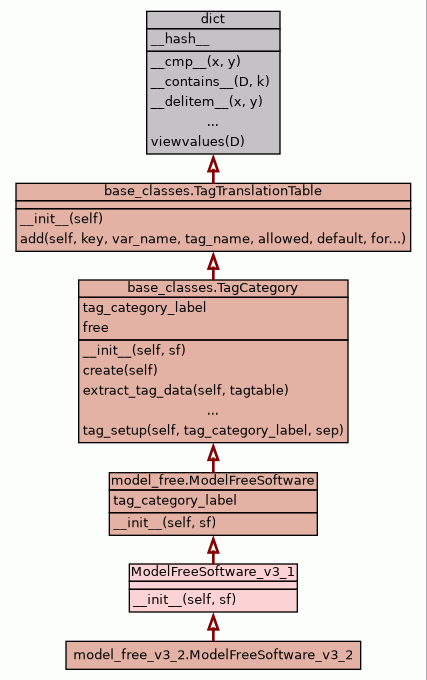 dict
__hash__
__cmp__(x, y)
__contains__(D, k)
__delitem__(x, y)
...
viewvalues(D)
base_classes.TagTranslationTable
__init__(self)
add(self, key, var_name, tag_name, allowed, default, for...)
base_classes.TagCategory
tag_category_label
free
__init__(self, sf)
create(self)
extract_tag_data(self, tagtable)
...
tag_setup(self, tag_category_label, sep)
model_free.ModelFreeSoftware
tag_category_label
__init__(self, sf)
ModelFreeSoftware_v3_1
__init__(self, sf)
model_free_v3_2.ModelFreeSoftware_v3_2